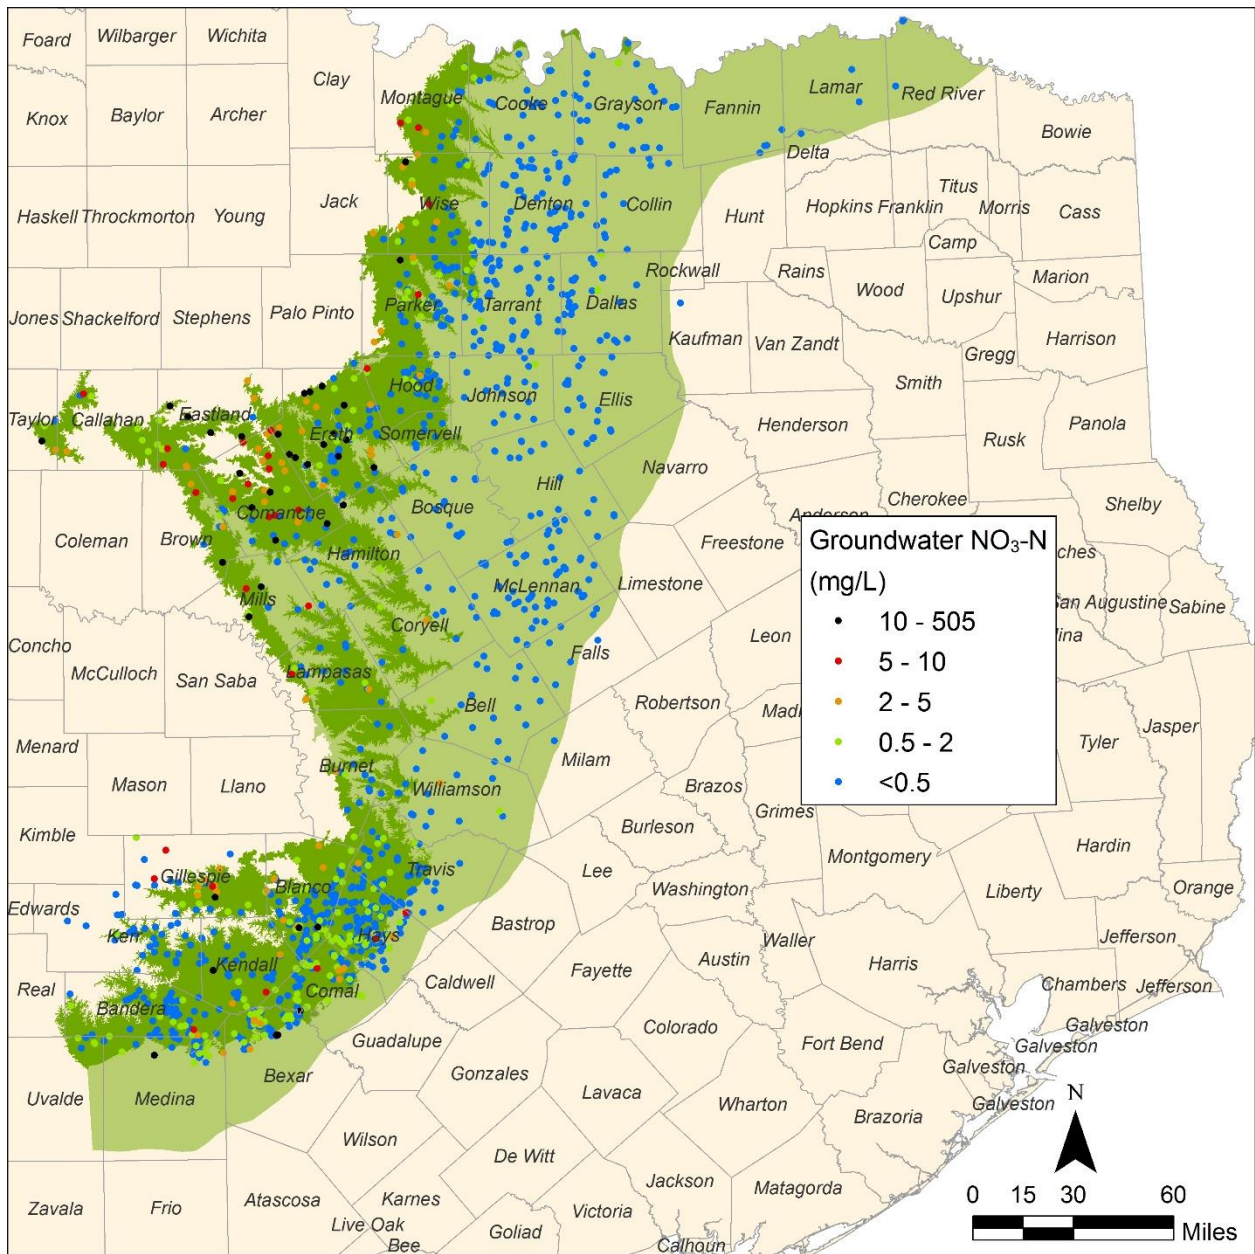 Foard
Wilbarger
Wichita
Clay
Montague
Cooke
Grayson
Fannin
Lamar
Red River
Knox
Baylor
Archer
Bowie
Delta
Haskell
Throckmorton
Young
Jack
Wise
Denton
Collin
Hunt
Hopkins
Franklin
Titus
Morris
Cass
Camp
Jones
Shackelford
Stephens
Palo Pinto
Parker
Tarrant
Dallas
Rockwall
Kaufman
Rains
Wood
Upshur
Marion
Harrison
Van Zandt
Gregg
Smith
Taylor
Callahan
Eastland
Erath
Hood
Somervell
Johnson
Ellis
Henderson
Rusk
Panola
Navarro
Hill
Bosque
Comanche
Cherokee
Anderson
Shelby
Coleman
Brown
Hamilton
McLennan
Limestone
Freestone
Groundwater NO₃-N
(mg/L)
10 - 505
5 - 10
2 - 5
0.5 - 2
<0.5
ches
San Augustine
Sabine
lina
Mills
Coryell
Falls
Leon
Concho
McCulloch
San Saba
Lampasas
Bell
Robertson
Madi
Jasper
Tyler
Menard
Mason
Llano
Burnet
Williamson
Milam
Brazos
Grimes
Kimble
Burleson
Montgomery
Hardin
Gillespie
Blanco
Travis
Lee
Washington
Liberty
Orange
Edwards
Kerr
Kendall
Hays
Bastrop
Waller
Harris
Jefferson
Real
Bandera
Comal
Caldwell
Fayette
Austin
Chambers
Jefferson
Guadalupe
Colorado
Fort Bend
Galveston
Galveston
Galveston
Galveston
Uvalde
Medina
Bexar
Gonzales
Lavaca
Wharton
Brazoria
Wilson
De Witt
Jackson
Matagorda
Zavala
Frio
Atascosa
Karnes
Live Oak
Bee
Goliad
Victoria
Calhoun
N
0 15 30 60
Miles